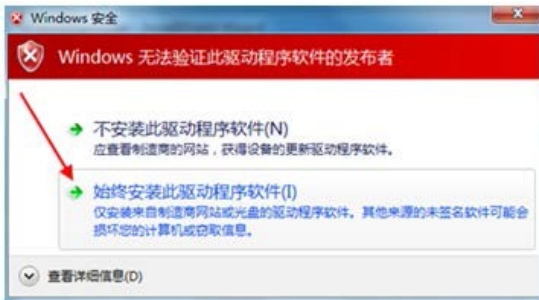 Windows 安全
Windows 无法验证此驱动程序软件的发布者
不安装此驱动程序软件(N)
应查看制造商的网站，获得设备的更新驱动程序软件。
始终安装此驱动程序软件(I)
仅安装来自制造商网站或光盘的驱动程序软件。其他来源的未签名软件可能会
损坏您的计算机或窃取信息。
查看详细信息(D)